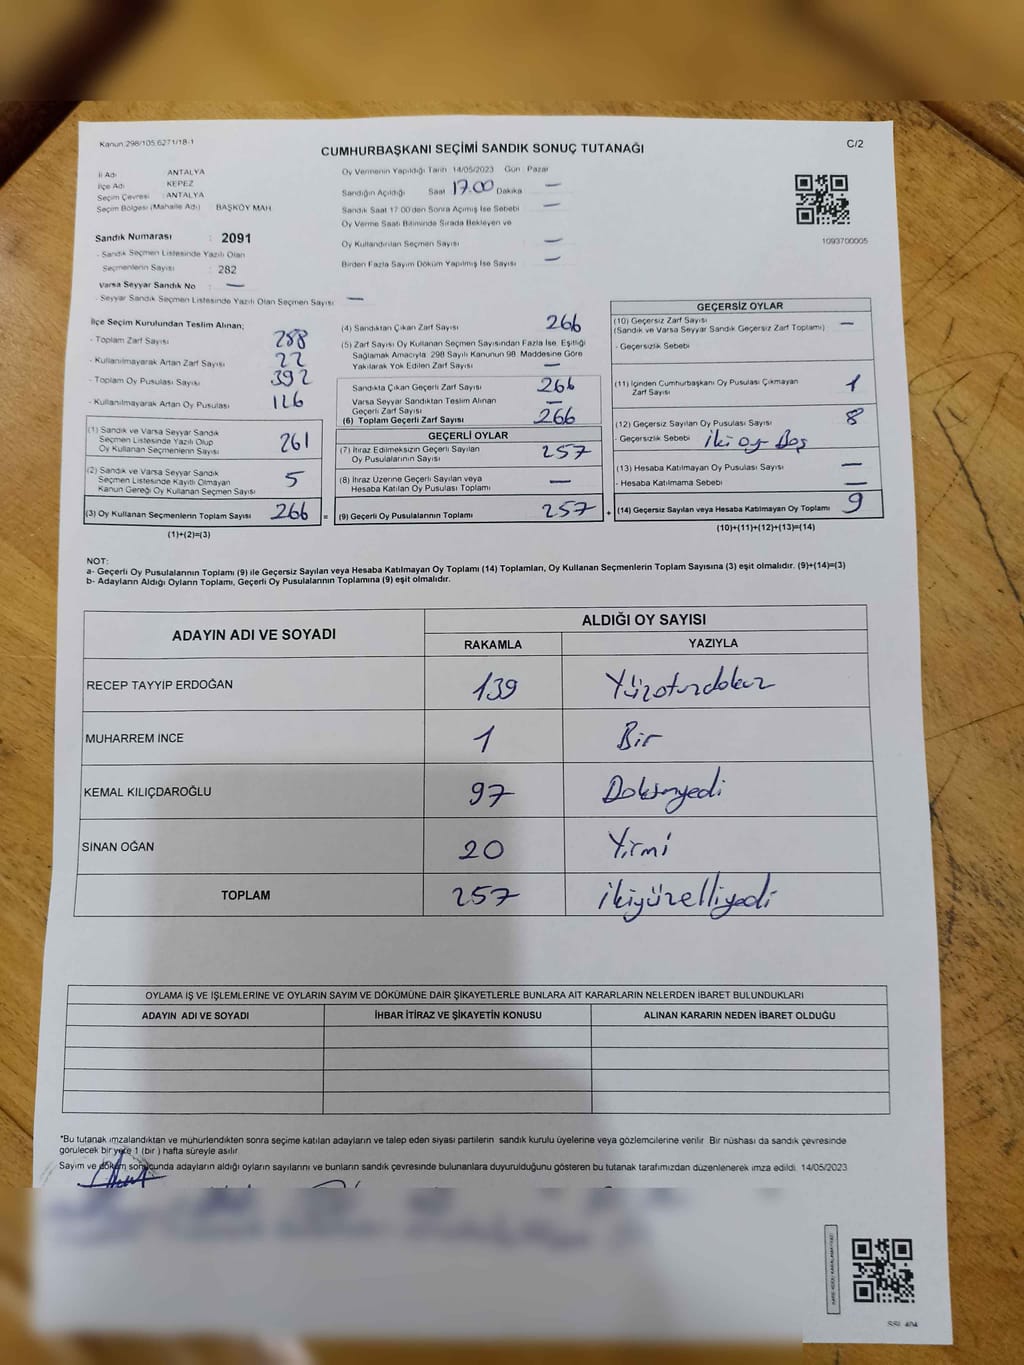 Kanun:298/105,6271/18-1
C/2
CUMHURBAŞKANI SEÇİMİ SANDIK SONUÇ TUTANAĞI
İl Adı ANTALYA
İlçe Adı KEPEZ
Seçim Çevresi : ANTALYA
Seçim Bölgesi (Mahalle Adı) BAŞKÖY MAH.
Sandık Numarası : 2091
- Sandık Seçmen Listesinde Yazılı Olan
Seçmenlerin Sayısı : 282
Varsa Seyyar Sandık No —
- Seyyar Sandık Seçmen Listesinde Yazılı Olan Seçmen Sayısı —
Oy Vermenin Yapıldığı Tarih 14/05/2023 Gün : Pazar
Sandığın Açıldığı Saat 17.00 Dakika —
Sandık Saat 17:00'den Sonra Açılmış İse Sebebi —
Oy Verme Saati Bitiminde Sırada Bekleyen ve
Oy Kullandırılan Seçmen Sayısı —
Birden Fazla Sayım Döküm Yapılmış İse Sayısı —
1093700005
İlçe Seçim Kurulundan Teslim Alınan;
- Toplam Zarf Sayısı 288
- Kullanılmayarak Artan Zarf Sayısı 22
- Toplam Oy Pusulası Sayısı 392
- Kullanılmayarak Artan Oy Pusulası 126
(1) Sandık ve Varsa Seyyar Sandık
Seçmen Listesinde Yazılı Olup
Oy Kullanan Seçmenlerin Sayısı 261
(2) Sandık ve Varsa Seyyar Sandık
Seçmen Listesinde Kayıtlı Olmayan
Kanun Gereği Oy Kullanan Seçmen Sayısı 5
(3) Oy Kullanan Seçmenlerin Toplam Sayısı 266 =
(1)+(2)=(3)
(4) Sandıktan Çıkan Zarf Sayısı 266
(5) Zarf Sayısı Oy Kullanan Seçmen Sayısından Fazla İse, Eşitliği
Sağlamak Amacıyla 298 Sayılı Kanunun 98. Maddesine Göre
Yakılarak Yok Edilen Zarf Sayısı —
Sandıkta Çıkan Geçerli Zarf Sayısı 266
Varsa Seyyar Sandıktan Teslim Alınan
Geçerli Zarf Sayısı —
(6) Toplam Geçerli Zarf Sayısı 266
GEÇERLİ OYLAR
(7) İtiraz Edilmeksizin Geçerli Sayılan
Oy Pusulalarının Sayısı 257
(8) İtiraz Üzerine Geçerli Sayılan veya
Hesaba Katılan Oy Pusulası Toplamı —
(9) Geçerli Oy Pusulalarının Toplamı 257 +
GEÇERSİZ OYLAR
(10) Geçersiz Zarf Sayısı —
(Sandık ve Varsa Seyyar Sandık Geçersiz Zarf Toplamı)
- Geçersizlik Sebebi
(11) İçinden Cumhurbaşkanı Oy Pusulası Çıkmayan
Zarf Sayısı 1
(12) Geçersiz Sayılan Oy Pusulası Sayısı 8
- Geçersizlik Sebebi iki oy Boş
(13) Hesaba Katılmayan Oy Pusulası Sayısı —
- Hesaba Katılmama Sebebi —
(14) Geçersiz Sayılan veya Hesaba Katılmayan Oy Toplamı 9
(10)+(11)+(12)+(13)=(14)
NOT:
a- Geçerli Oy Pusulalarının Toplamı (9) ile Geçersiz Sayılan veya Hesaba Katılmayan Oy Toplamı (14) Toplamları, Oy Kullanan Seçmenlerin Toplam Sayısına (3) eşit olmalıdır. (9)+(14)=(3)
b- Adayların Aldığı Oyların Toplamı, Geçerli Oy Pusulalarının Toplamına (9) eşit olmalıdır.
ADAYIN ADI VE SOYADI ALDIĞI OY SAYISI
RAKAMLA YAZIYLA
RECEP TAYYIP ERDOĞAN 139 Yüzotuzdokuz
MUHARREM İNCE 1 Bir
KEMAL KILIÇDAROĞLU 97 Doksanyedi
SİNAN OĞAN 20 Yirmi
TOPLAM 257 ikiyüzelliyedi
OYLAMA İŞ VE İŞLEMLERİNE VE OYLARIN SAYIM VE DÖKÜMÜNE DAİR ŞİKAYETLERLE BUNLARA AİT KARARLARIN NELERDEN İBARET BULUNDUKLARI
ADAYIN ADI VE SOYADI İHBAR İTİRAZ VE ŞİKAYETİN KONUSU ALINAN KARARIN NEDEN İBARET OLDUĞU
*Bu tutanak imzalandıktan ve mühürlendikten sonra seçime katılan adayların ve talep eden siyasi partilerin sandık kurulu üyelerine veya gözlemcilerine verilir. Bir nüshası da sandık çevresinde
görülecek bir yere 1 (bir) hafta süreyle asılır.
Sayım ve döküm sonucunda adayların aldığı oyların sayılarını ve bunların sandık çevresinde bulunanlara duyurulduğunu gösteren bu tutanak tarafımızdan düzenlenerek imza edildi. 14/05/2023